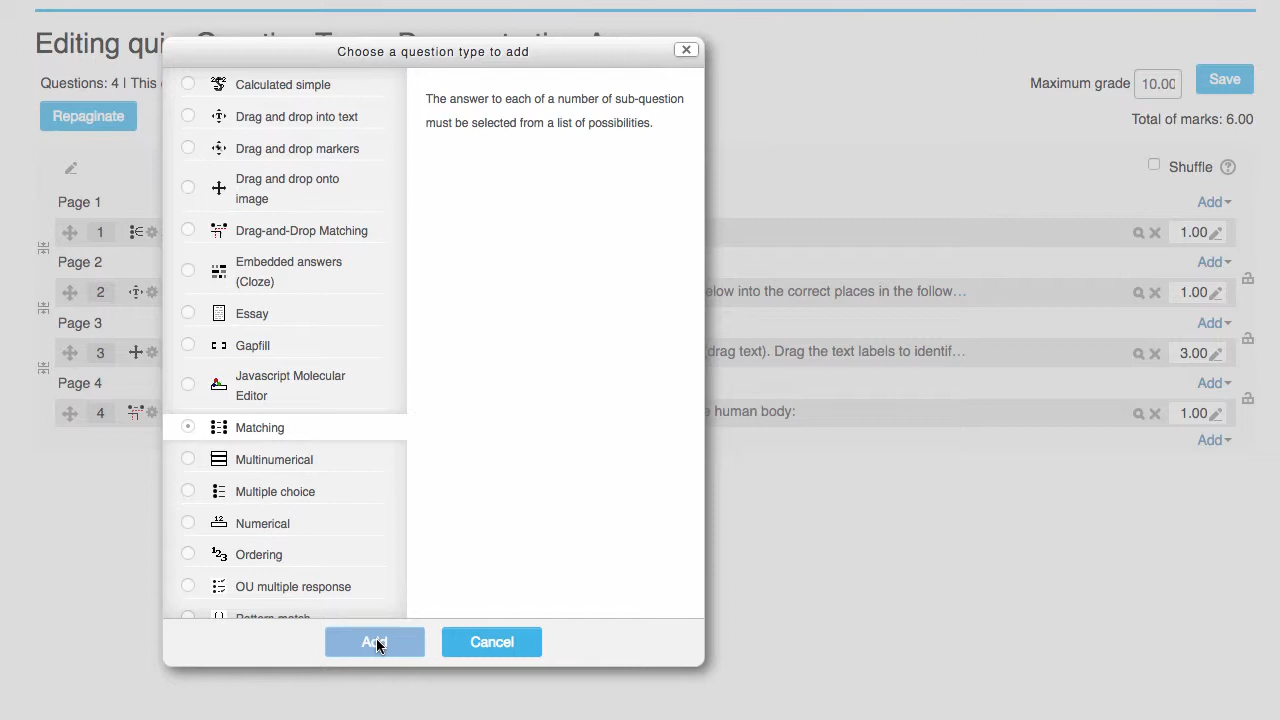 Editing qui
Choose a question type to add
Questions: 4 | This
Maximum grade 10.00
Save
Repaginate
Total of marks: 6.00
Shuffle
Page 1
Add
1
1.00
Page 2
Add
2
elow into the correct places in the follow…
1.00
Page 3
Add
3
(drag text). Drag the text labels to identif…
3.00
Page 4
Add
4
e human body:
1.00
Add
Calculated simple
Drag and drop into text
Drag and drop markers
Drag and drop onto
image
Drag-and-Drop Matching
Embedded answers
(Cloze)
Essay
Gapfill
Javascript Molecular
Editor
Matching
Multinumerical
Multiple choice
Numerical
Ordering
OU multiple response
Pattern match
The answer to each of a number of sub-question
must be selected from a list of possibilities.
Add
Cancel